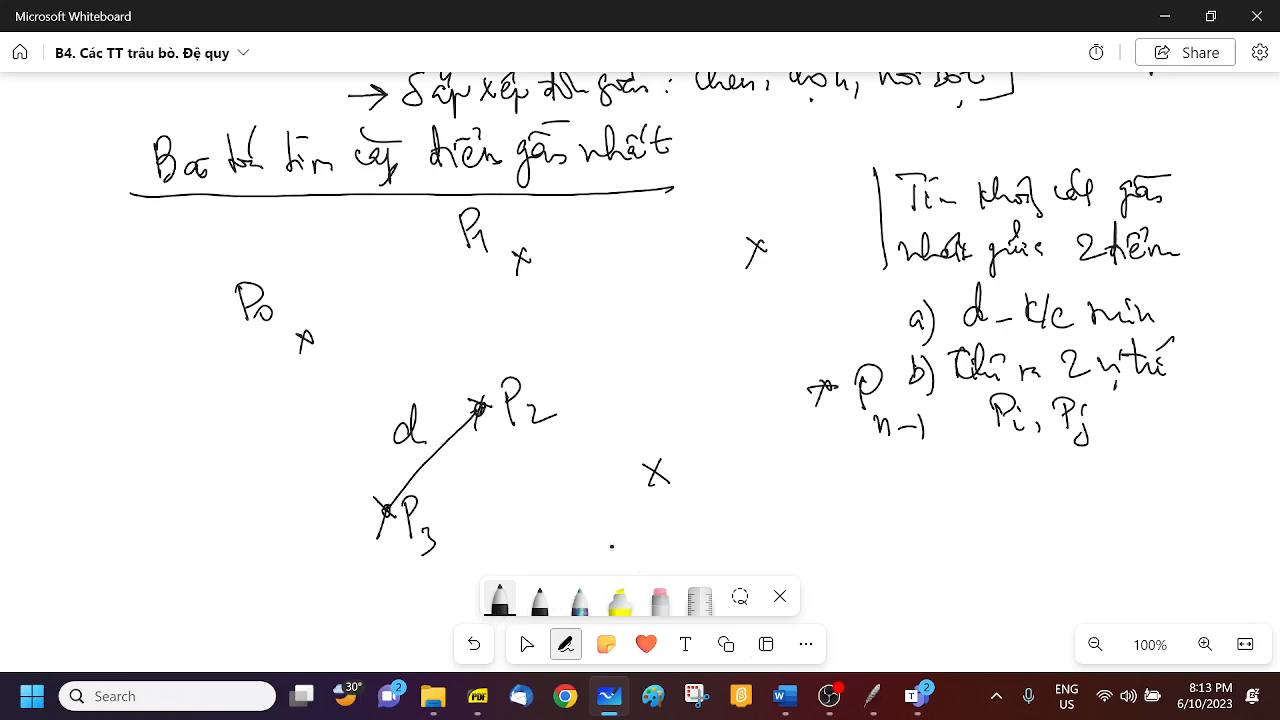 Microsoft Whiteboard
B4. Các TT trâu bò. Đệ quy
Share
→ Sắp xếp đơn giản: chèn, chọn, nổi bọt ]
Bài toán tìm cặp điểm gần nhất
P1
P0
P2
d
P3
Tìm khoảng cách gần
nhất giữa 2 điểm
a) d - k/c min
b) Chỉ ra 2 vị trí
Pi, Pj
P n-1
100%
Search
30°
2
PDF
2
ENG
US
8:13 PM
6/10/2023